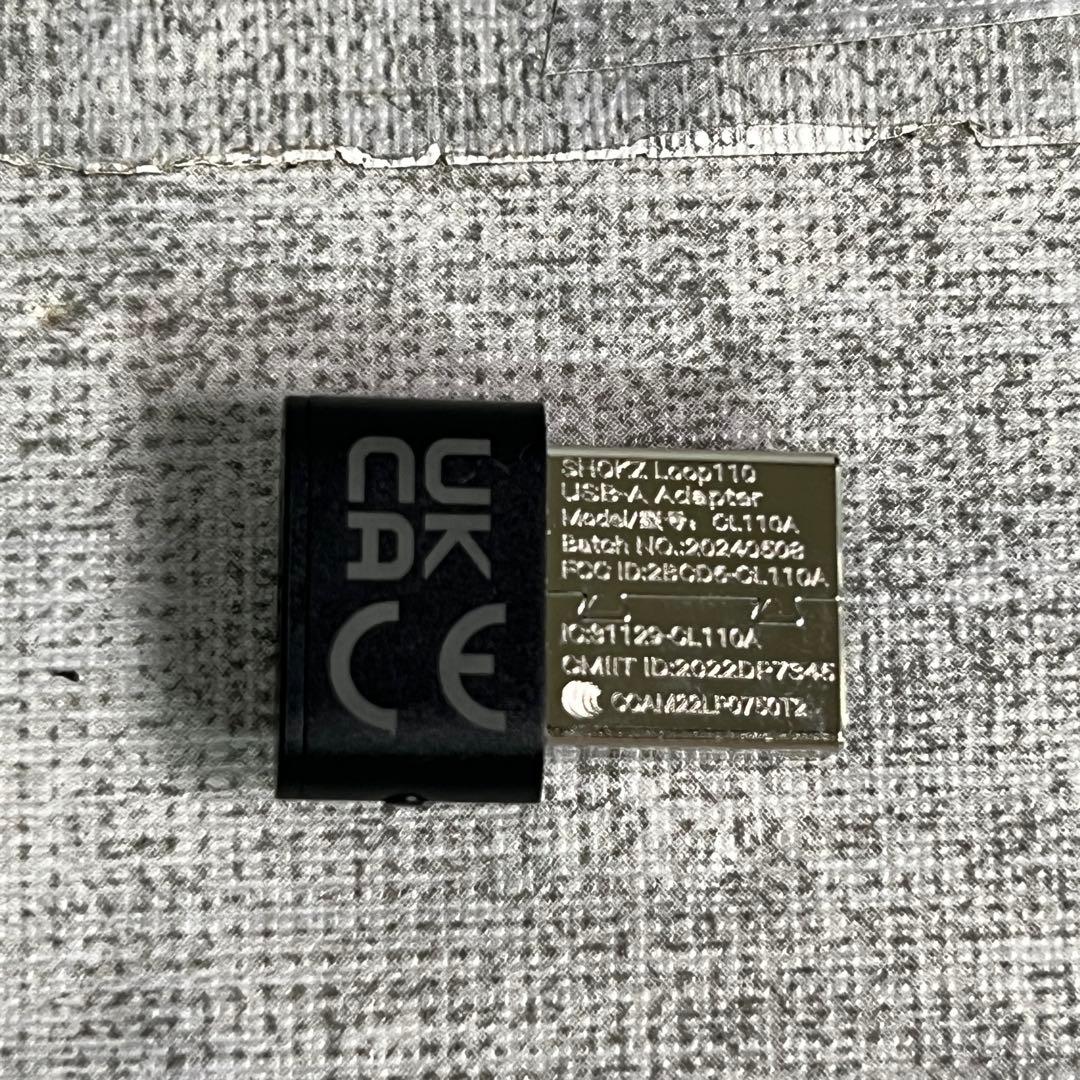 UK
CA
CE
SHOKZ Loop110
USB-A Adapter
Model/型号: CL110A
Batch NO.:20240508
FCC ID:2BCD6-CL110A
IC:31129-CL110A
CMIIT ID:2022DP7345
CCAM22LP0750T2